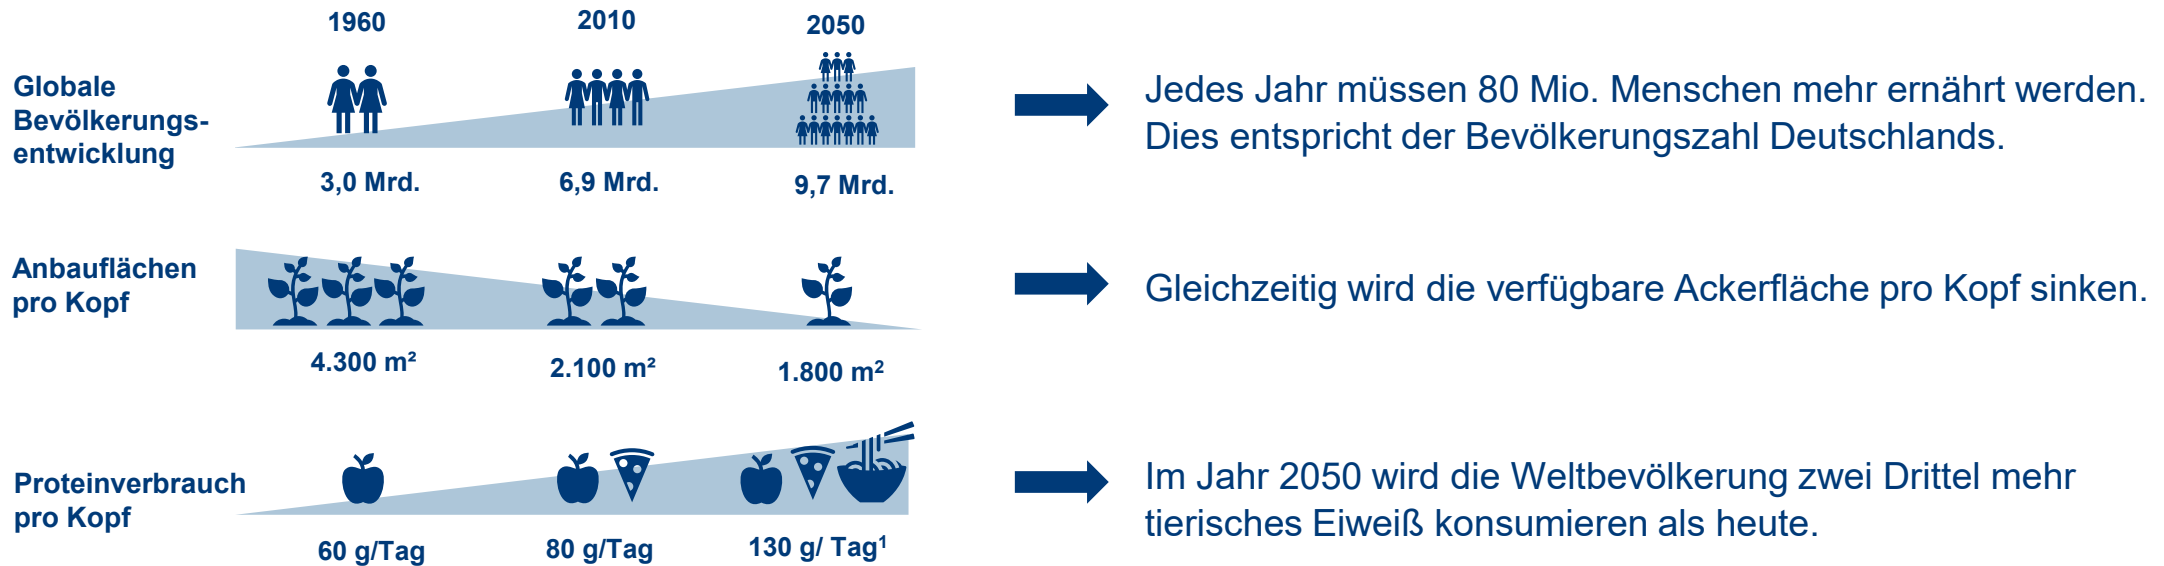 1960
2010
2050
Globale
Bevölkerungs-
entwicklung
3,0 Mrd.
6,9 Mrd.
9,7 Mrd.
Jedes Jahr müssen 80 Mio. Menschen mehr ernährt werden.
Dies entspricht der Bevölkerungszahl Deutschlands.
Anbauflächen
pro Kopf
4.300 m²
2.100 m²
1.800 m²
Gleichzeitig wird die verfügbare Ackerfläche pro Kopf sinken.
Proteinverbrauch
pro Kopf
60 g/Tag
80 g/Tag
130 g/ Tag¹
Im Jahr 2050 wird die Weltbevölkerung zwei Drittel mehr
tierisches Eiweiß konsumieren als heute.